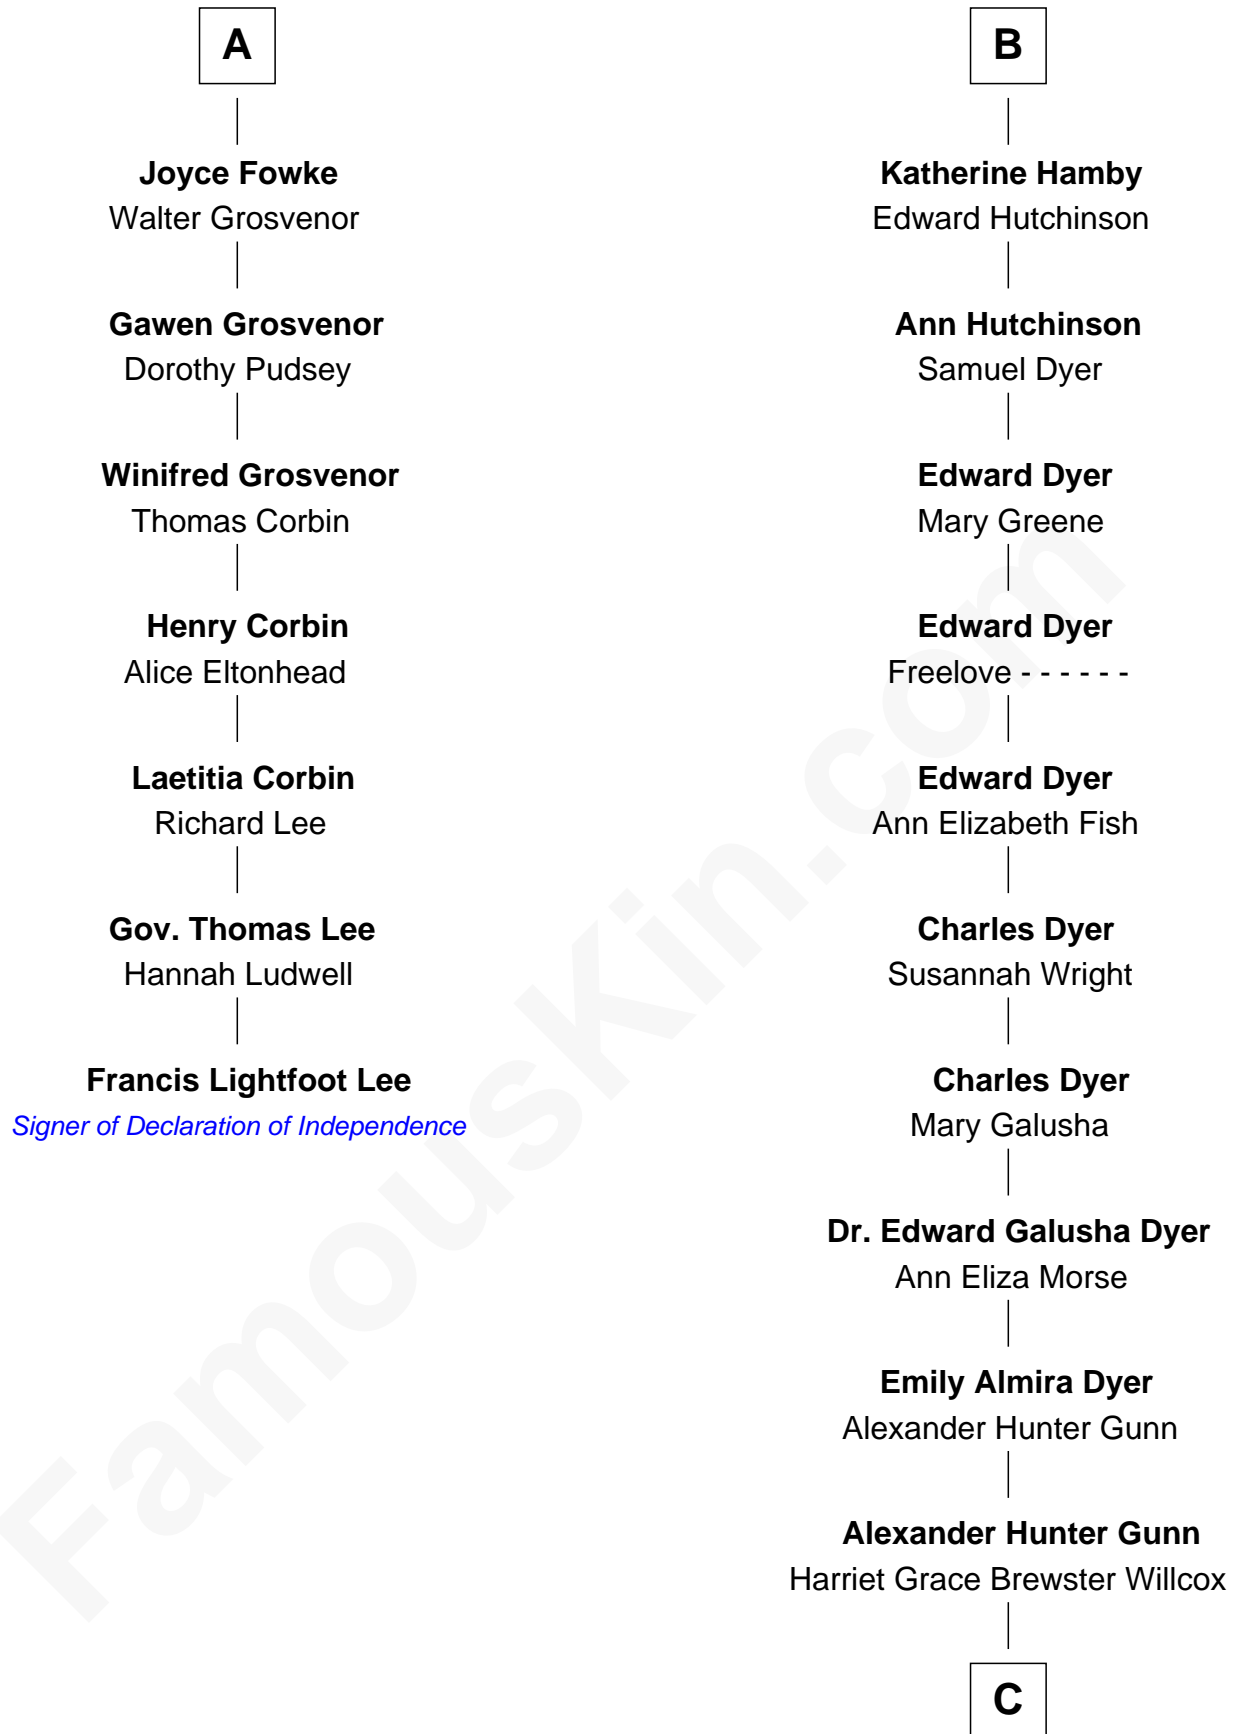 A
Joyce Fowke
Walter Grosvenor
Gawen Grosvenor
Dorothy Pudsey
Winifred Grosvenor
Thomas Corbin
Henry Corbin
Alice Eltonhead
Laetitia Corbin
Richard Lee
Gov. Thomas Lee
Hannah Ludwell
Francis Lightfoot Lee
Signer of Declaration of Independence
B
Katherine Hamby
Edward Hutchinson
Ann Hutchinson
Samuel Dyer
Edward Dyer
Mary Greene
Edward Dyer
Freelove - - - - - -
Edward Dyer
Ann Elizabeth Fish
Charles Dyer
Susannah Wright
Charles Dyer
Mary Galusha
Dr. Edward Galusha Dyer
Ann Eliza Morse
Emily Almira Dyer
Alexander Hunter Gunn
Alexander Hunter Gunn
Harriet Grace Brewster Willcox
C
FamousKin.com